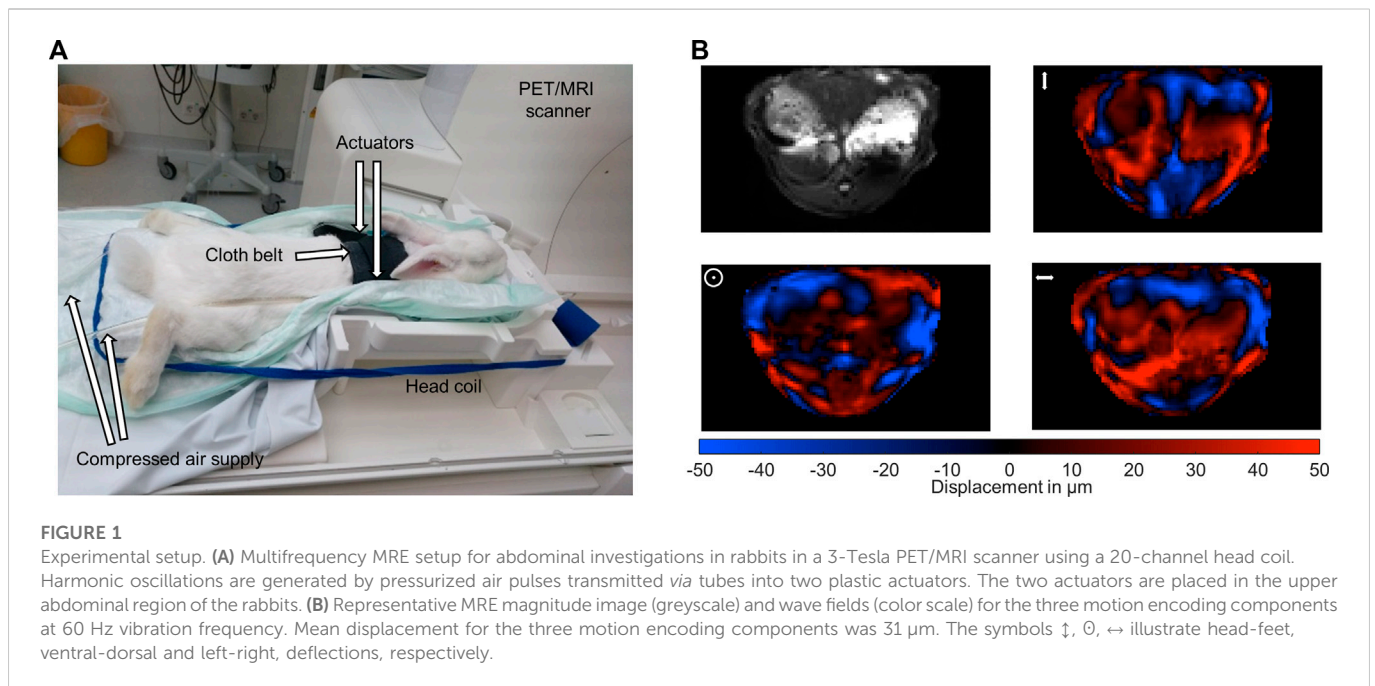 A
PET/MRI
scanner
Actuators
Cloth belt
Head coil
Compressed air supply
B
-50 -40 -30 -20 -10 0 10 20 30 40 50
Displacement in µm
FIGURE 1
Experimental setup. (A) Multifrequency MRE setup for abdominal investigations in rabbits in a 3-Tesla PET/MRI scanner using a 20-channel head coil.
Harmonic oscillations are generated by pressurized air pulses transmitted via tubes into two plastic actuators. The two actuators are placed in the upper
abdominal region of the rabbits. (B) Representative MRE magnitude image (greyscale) and wave fields (color scale) for the three motion encoding components
at 60 Hz vibration frequency. Mean displacement for the three motion encoding components was 31 µm. The symbols ↕, ʘ, ↔ illustrate head-feet,
ventral-dorsal and left-right, deflections, respectively.